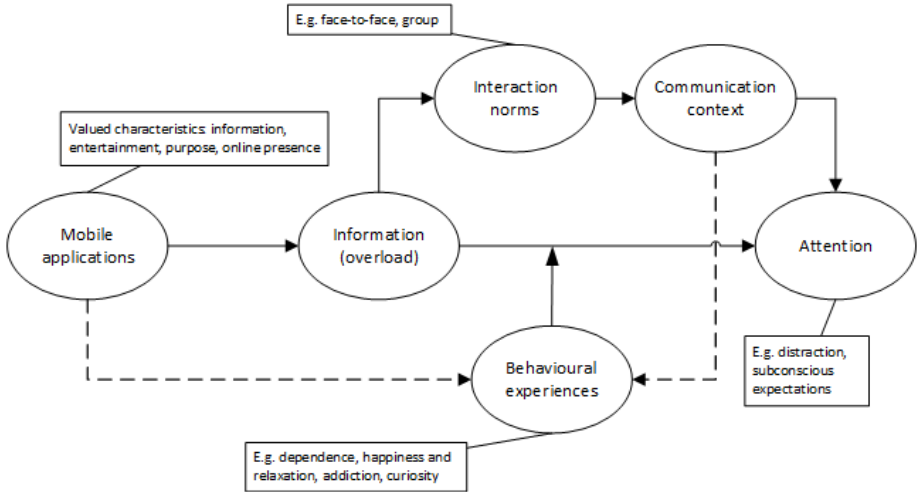 E.g. face-to-face, group
Interaction
norms
Communication
context
Valued characteristics: information,
entertainment, purpose, online presence
Mobile
applications
Information
(overload)
Attention
Behavioural
experiences
E.g. distraction,
subconscious
expectations
E.g. dependence, happiness and
relaxation, addiction, curiosity